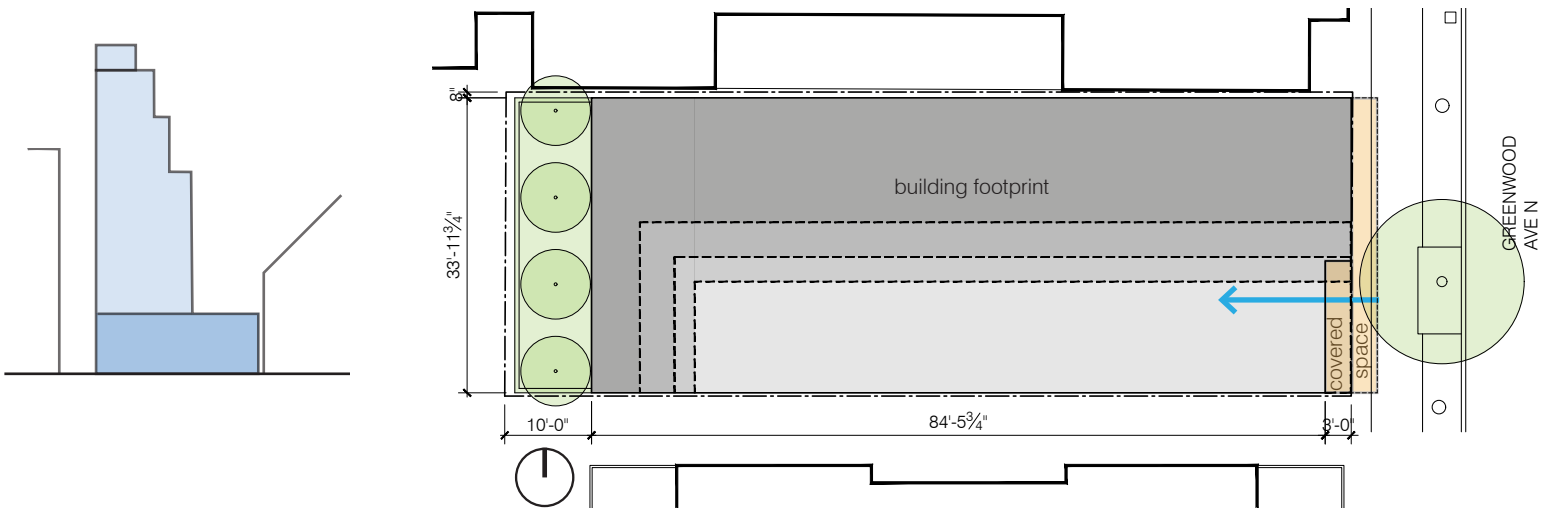 8"
building footprint
33'-11¾"
GREENWOOD
AVE N
covered
space
10'-0"
84'-5¾"
3'-0"